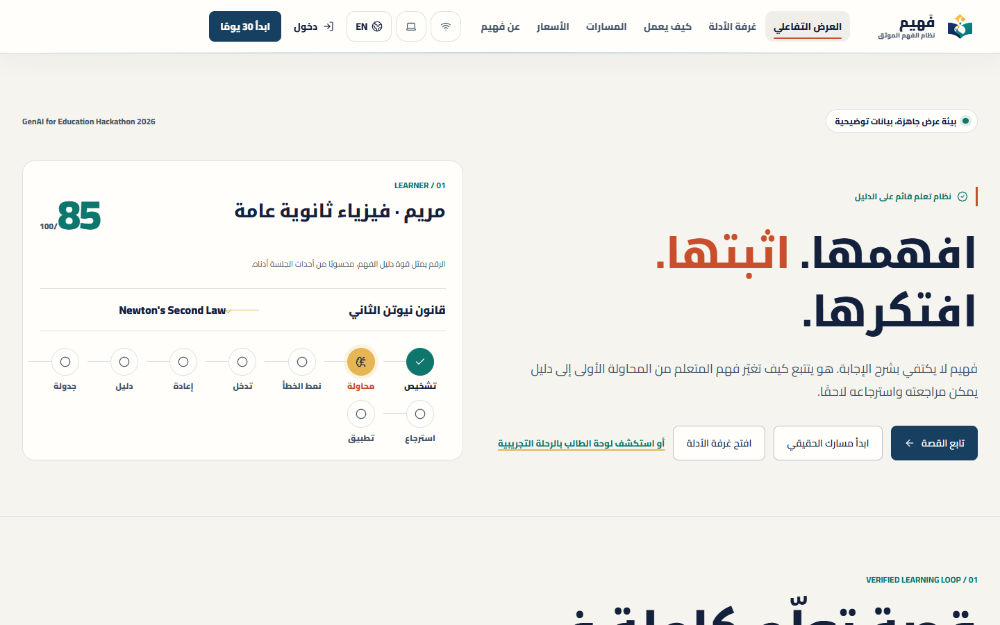 فَهيم
نظام الفهم الموثق
العرض التفاعلي
غرفة الأدلة
كيف يعمل
المسارات
الأسعار
عن فَهيم
EN
دخول
ابدأ 30 يومًا
بيئة عرض جاهزة، بيانات توضيحية
GenAI for Education Hackathon 2026
نظام تعلم قائم على الدليل
افهمها. اثبتها.
افتكرها.
فَهيم لا يكتفي بشرح الإجابة. هو يتتبع كيف تغيّر فهم المتعلم من المحاولة الأولى إلى دليل
يمكن مراجعته واسترجاعه لاحقًا.
تابع القصة
ابدأ مسارك الحقيقي
افتح غرفة الأدلة
أو استكشف لوحة الطالب بالرحلة التجريبية
LEARNER / 01
مريم · فيزياء ثانوية عامة
85/100
الرقم يمثل قوة دليل الفهم، محسوبًا من أحداث الجلسة أدناه.
قانون نيوتن الثاني
Newton's Second Law
تشخيص
محاولة
نمط الخطأ
تدخل
إعادة
دليل
جدولة
استرجاع
تطبيق
VERIFIED LEARNING LOOP / 01